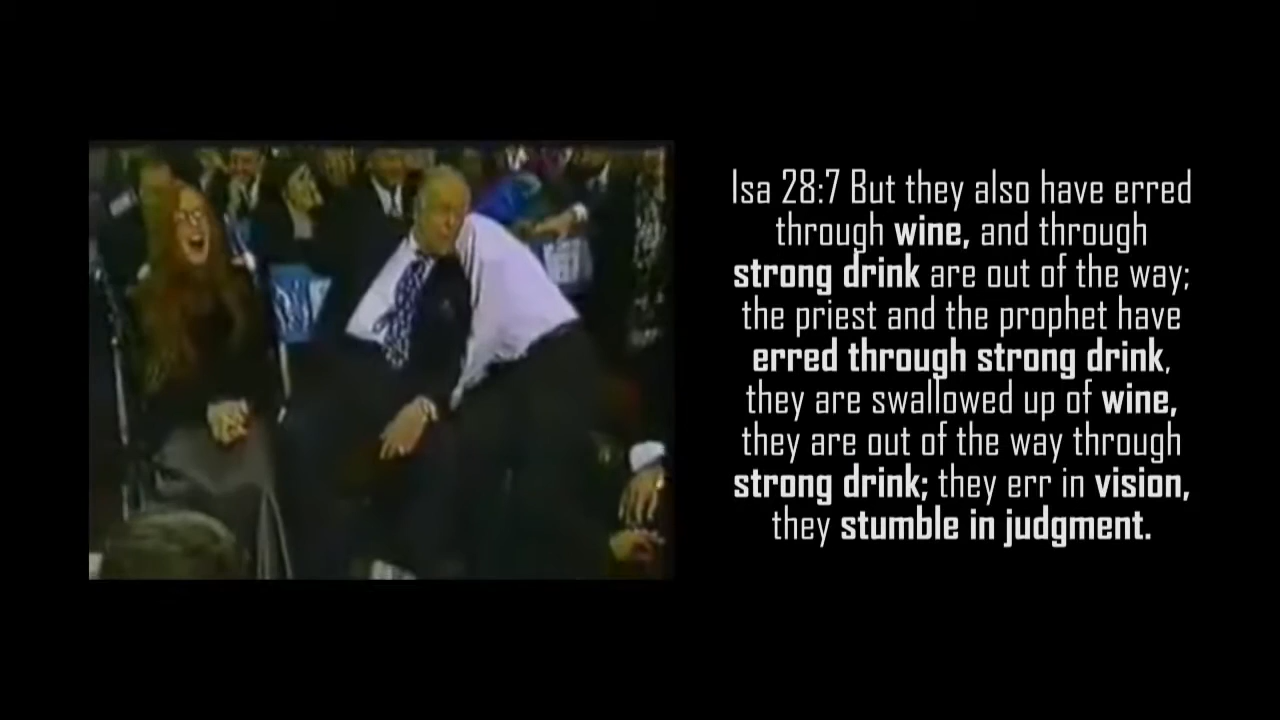 Isa 28:7 But they also have erred
through wine, and through
strong drink are out of the way;
the priest and the prophet have
erred through strong drink,
they are swallowed up of wine,
they are out of the way through
strong drink; they err in vision,
they stumble in judgment.